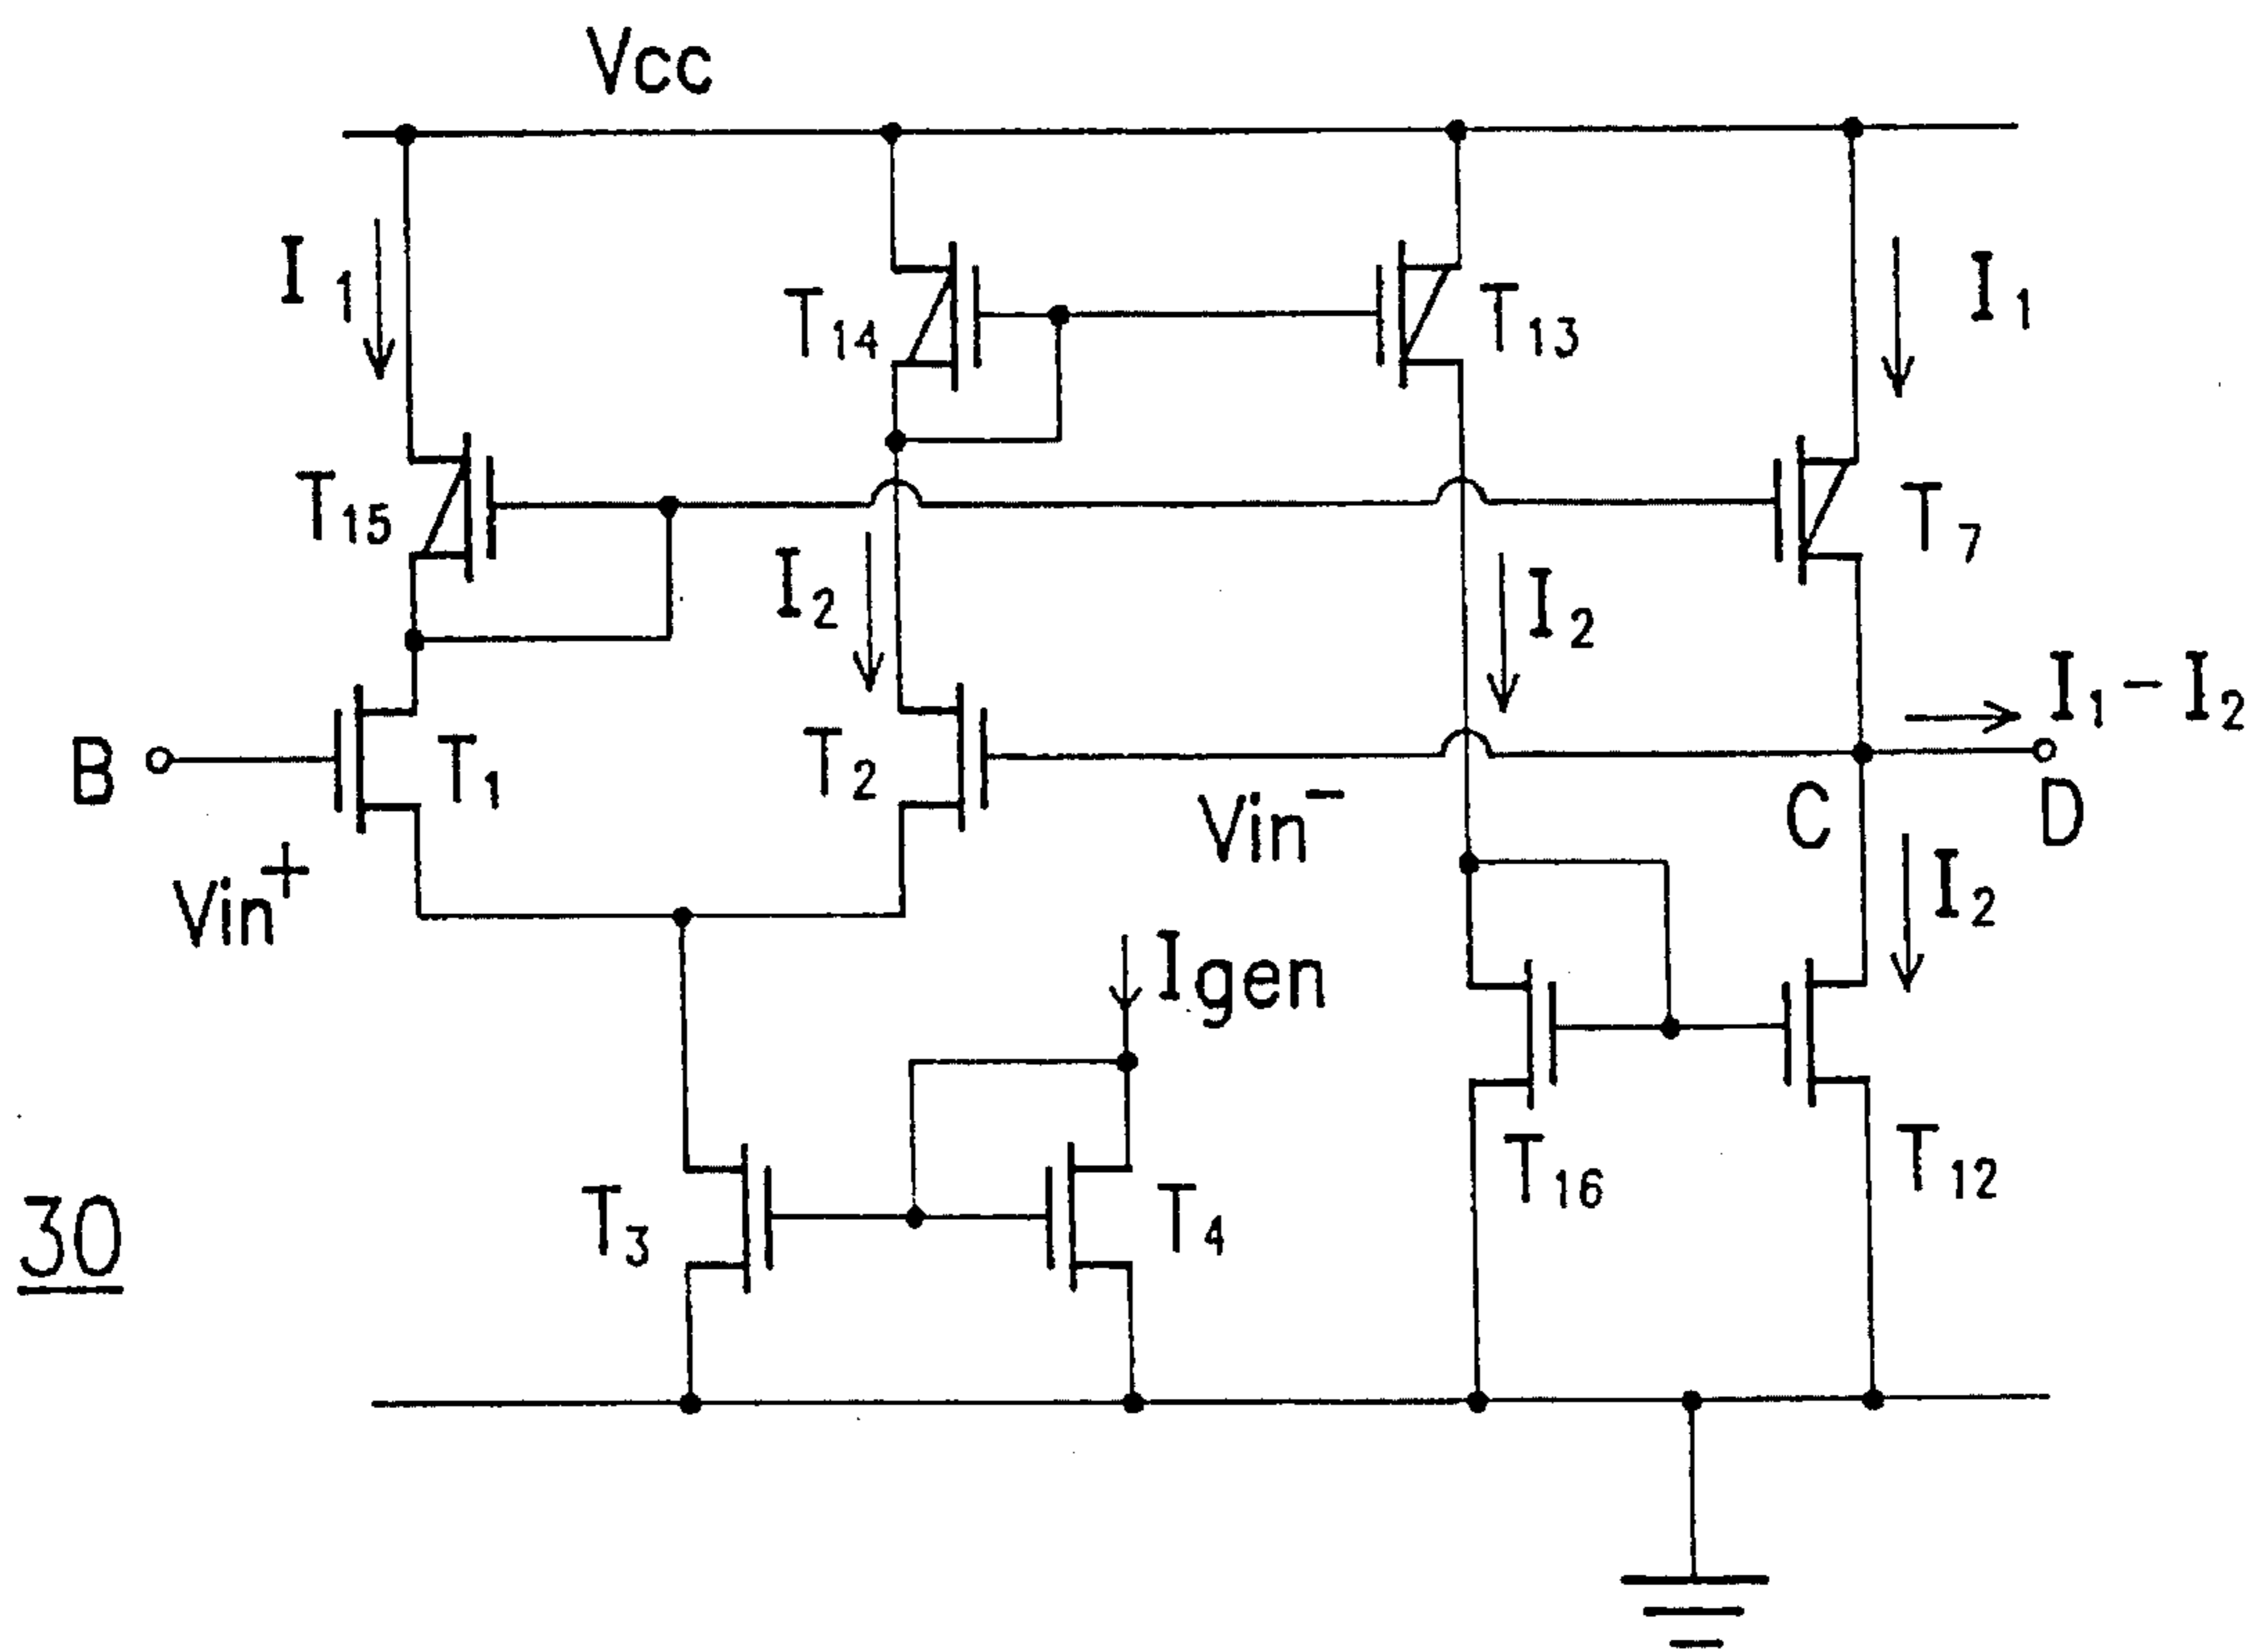 Vcc
I1
T14
T13
I1
T15
T7
I2
I2
I1-I2
B
T1
T2
Vin-
C
D
Vin+
Igen
I2
T16
T12
T3
T4
30